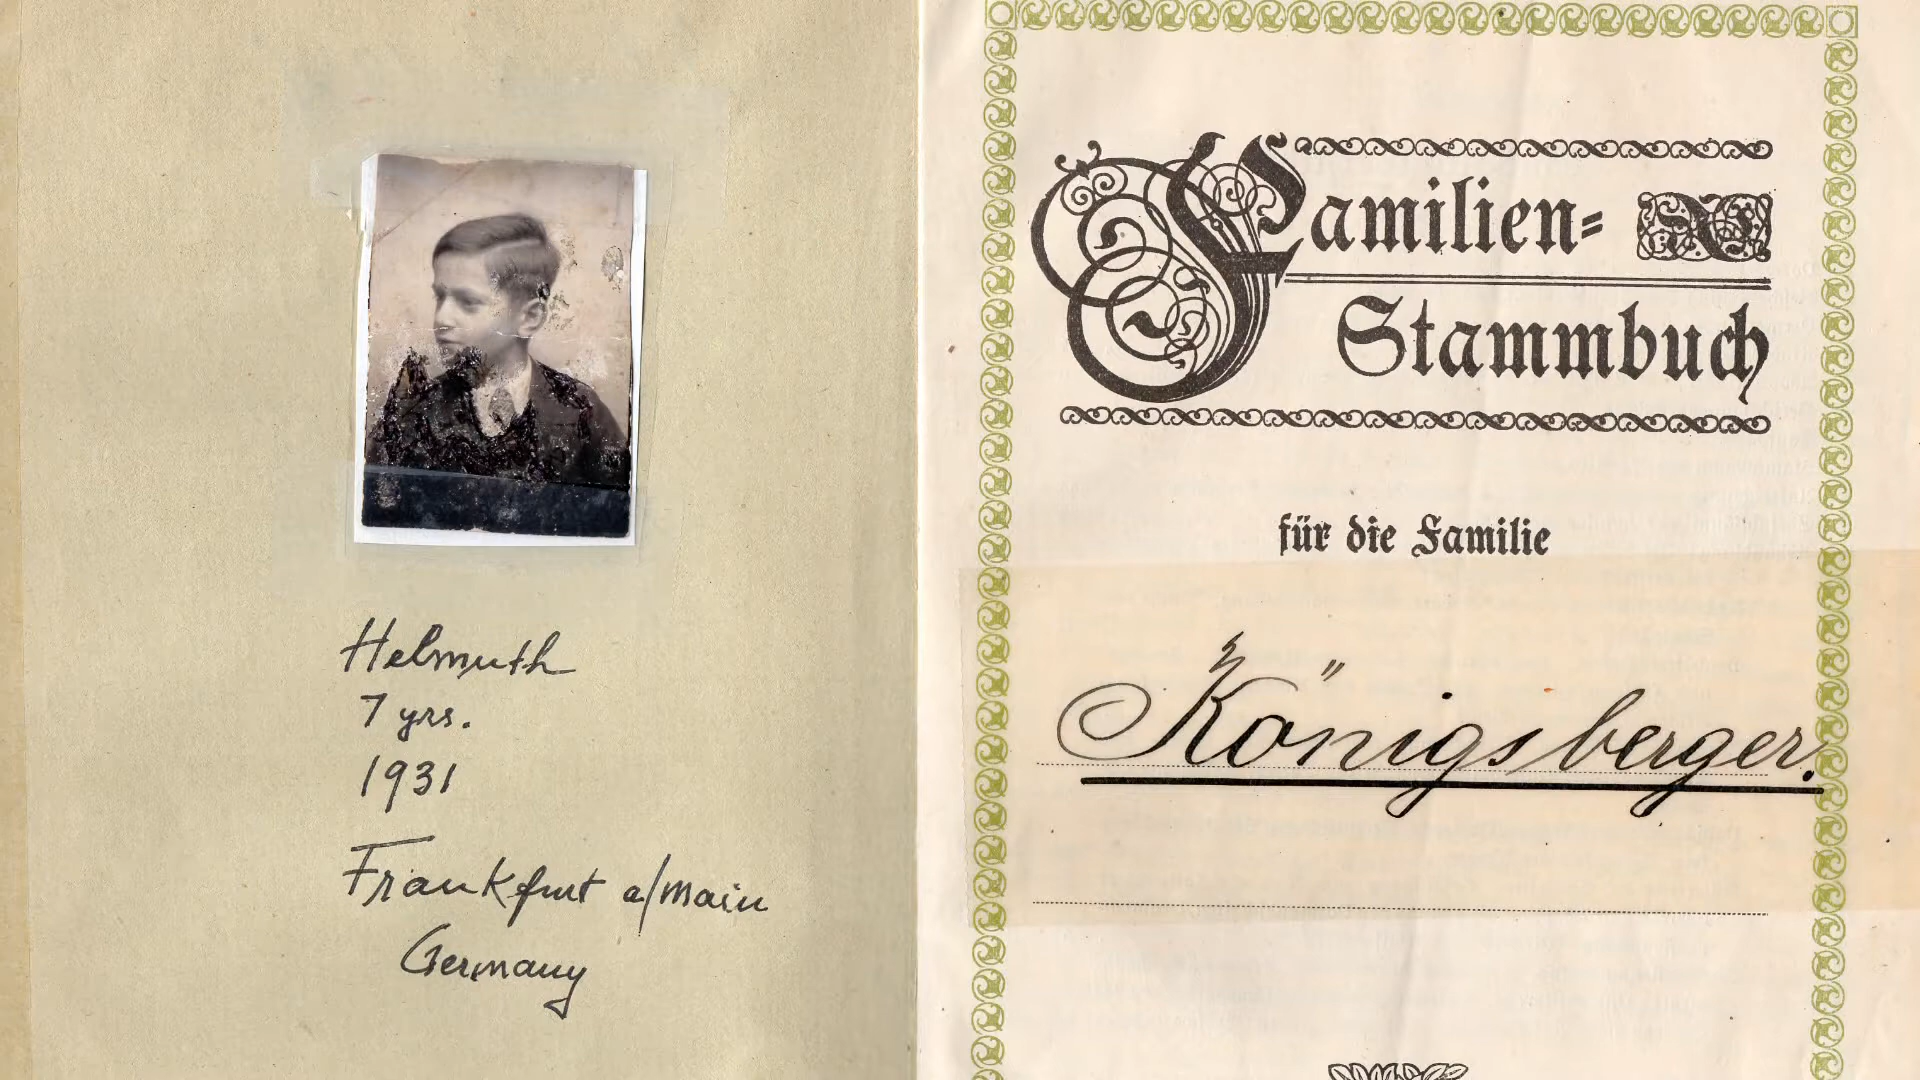 Helmuth
7 yrs.
1931
Frankfurt a/Main
Germany
Familien-
Stammbuch
für die Familie
Königsberger.